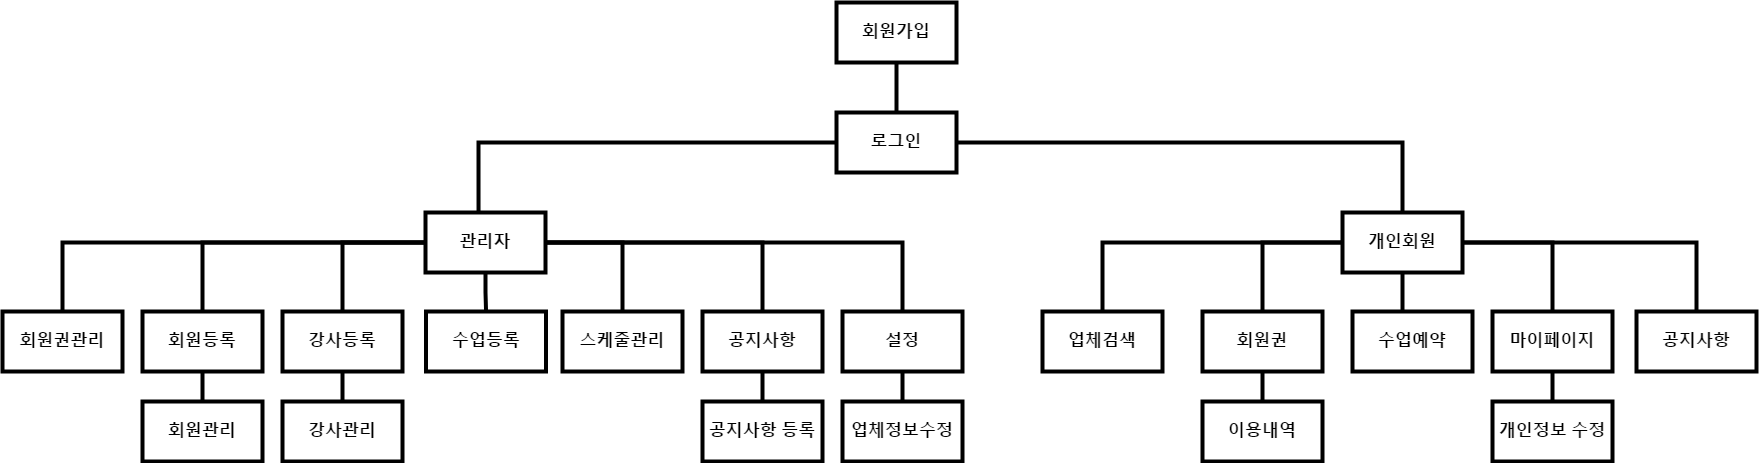 회원가입
로그인
관리자
개인회원
회원권관리
회원등록
강사등록
수업등록
스케줄관리
공지사항
설정
업체검색
회원권
수업예약
마이페이지
공지사항
회원관리
강사관리
공지사항 등록
업체정보수정
이용내역
개인정보 수정